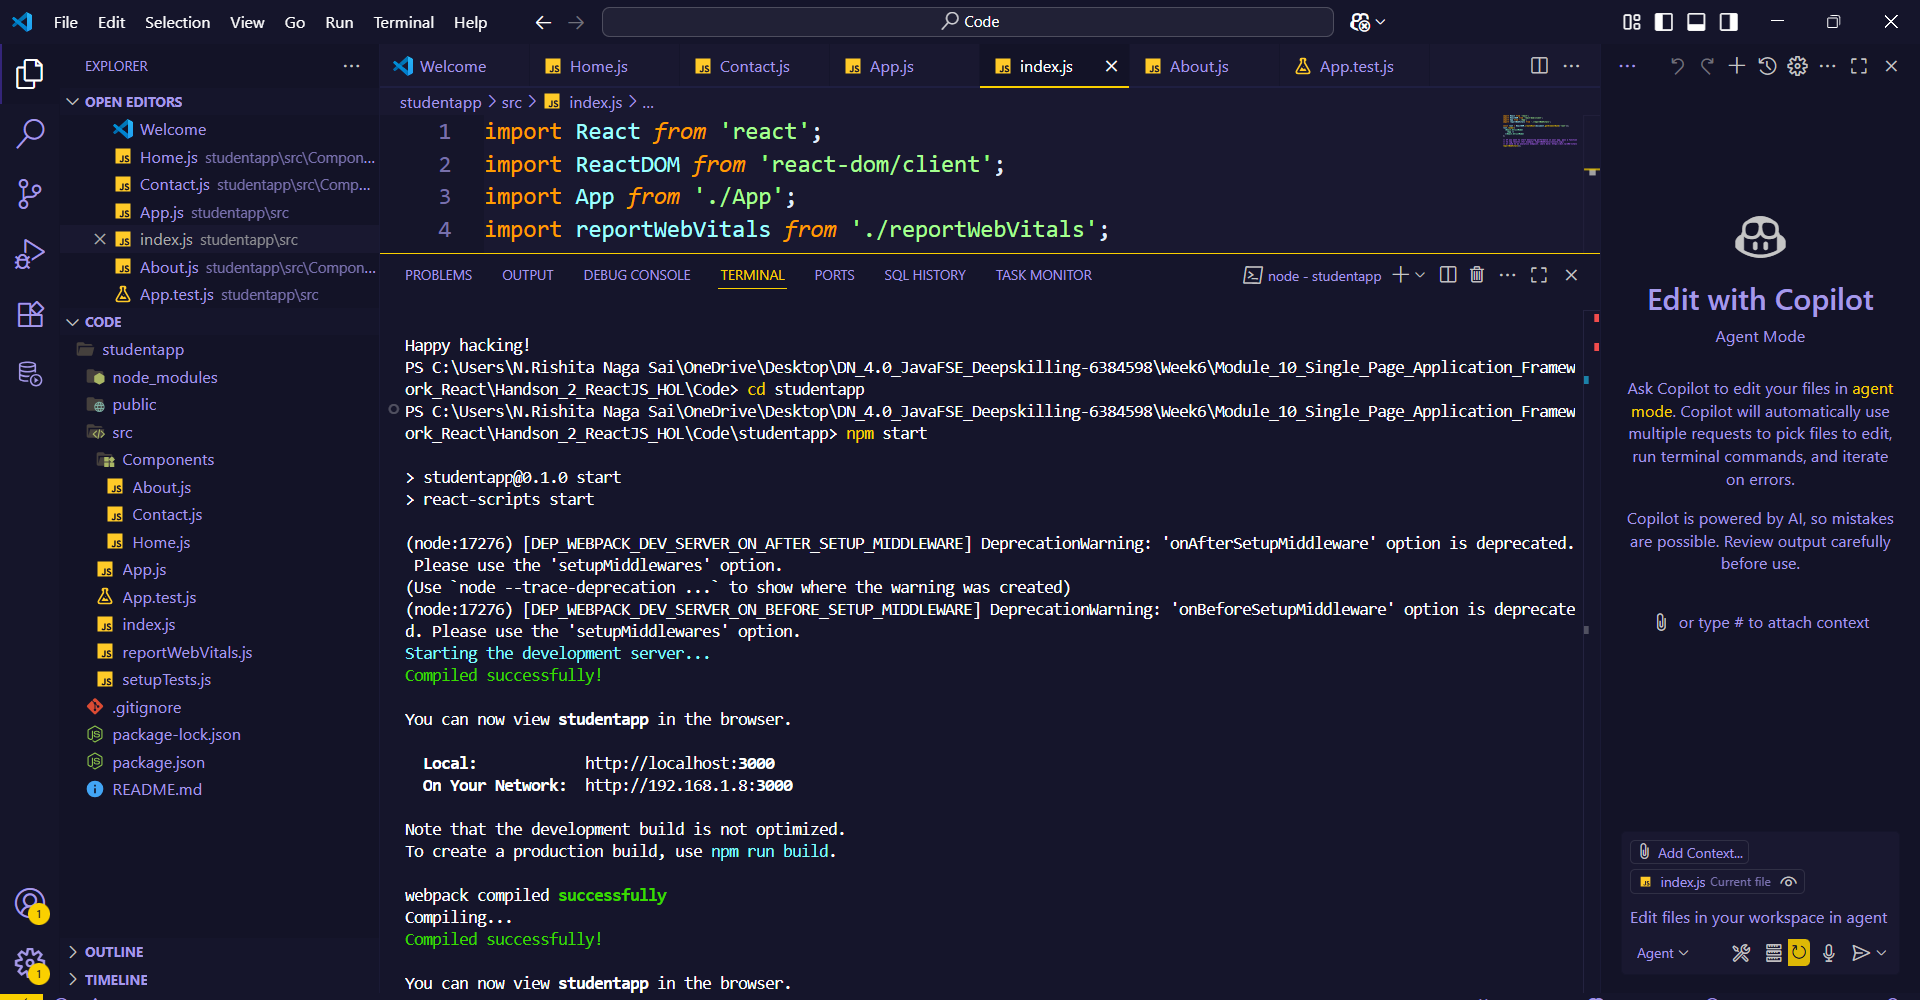 File Edit Selection View Go Run Terminal Help
Code
EXPLORER
OPEN EDITORS
Welcome
Home.js studentapp\src\Compon...
Contact.js studentapp\src\Comp...
App.js studentapp\src
index.js studentapp\src
About.js studentapp\src\Compon...
App.test.js studentapp\src
CODE
studentapp
node_modules
public
src
Components
About.js
Contact.js
Home.js
App.js
App.test.js
index.js
reportWebVitals.js
setupTests.js
.gitignore
package-lock.json
package.json
README.md
OUTLINE
TIMELINE
1
1
Welcome Home.js Contact.js App.js index.js About.js App.test.js
studentapp > src > index.js > ...
1 import React from 'react';
2 import ReactDOM from 'react-dom/client';
3 import App from './App';
4 import reportWebVitals from './reportWebVitals';
PROBLEMS OUTPUT DEBUG CONSOLE TERMINAL PORTS SQL HISTORY TASK MONITOR
node - studentapp
Happy hacking!
PS C:\Users\N.Rishita Naga Sai\OneDrive\Desktop\DN_4.0_JavaFSE_Deepskilling-6384598\Week6\Module_10_Single_Page_Application_Framew
ork_React\Handson_2_ReactJS_HOL\Code> cd studentapp
PS C:\Users\N.Rishita Naga Sai\OneDrive\Desktop\DN_4.0_JavaFSE_Deepskilling-6384598\Week6\Module_10_Single_Page_Application_Framew
ork_React\Handson_2_ReactJS_HOL\Code\studentapp> npm start
> studentapp@0.1.0 start
> react-scripts start
(node:17276) [DEP_WEBPACK_DEV_SERVER_ON_AFTER_SETUP_MIDDLEWARE] DeprecationWarning: 'onAfterSetupMiddleware' option is deprecated.
Please use the 'setupMiddlewares' option.
(Use `node --trace-deprecation ...` to show where the warning was created)
(node:17276) [DEP_WEBPACK_DEV_SERVER_ON_BEFORE_SETUP_MIDDLEWARE] DeprecationWarning: 'onBeforeSetupMiddleware' option is deprecate
d. Please use the 'setupMiddlewares' option.
Starting the development server...
Compiled successfully!
You can now view studentapp in the browser.
Local: http://localhost:3000
On Your Network: http://192.168.1.8:3000
Note that the development build is not optimized.
To create a production build, use npm run build.
webpack compiled successfully
Compiling...
Compiled successfully!
You can now view studentapp in the browser.
Edit with Copilot
Agent Mode
Ask Copilot to edit your files in agent
mode. Copilot will automatically use
multiple requests to pick files to edit,
run terminal commands, and iterate
on errors.
Copilot is powered by AI, so mistakes
are possible. Review output carefully
before use.
or type # to attach context
Add Context...
index.js Current file
Edit files in your workspace in agent
Agent